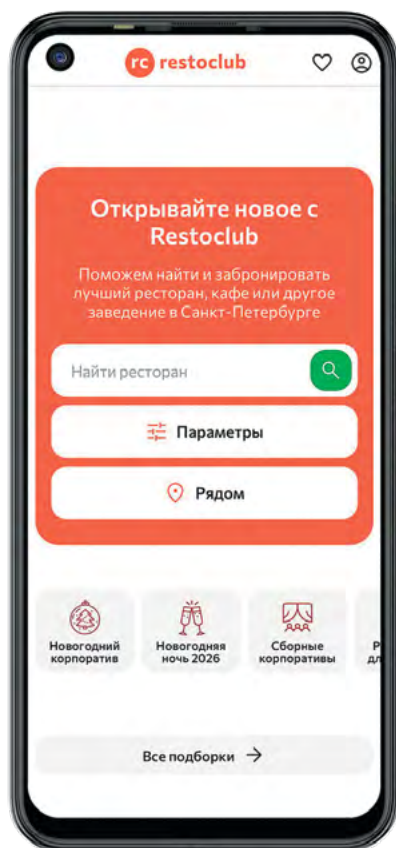 rc restoclub
Открывайте новое с
Restoclub
Поможем найти и забронировать
лучший ресторан, кафе или другое
заведение в Санкт-Петербурге
Найти ресторан
Параметры
Рядом
Новогодний
корпоратив
Новогодняя
ночь 2026
Сборные
корпоративы
Все подборки →